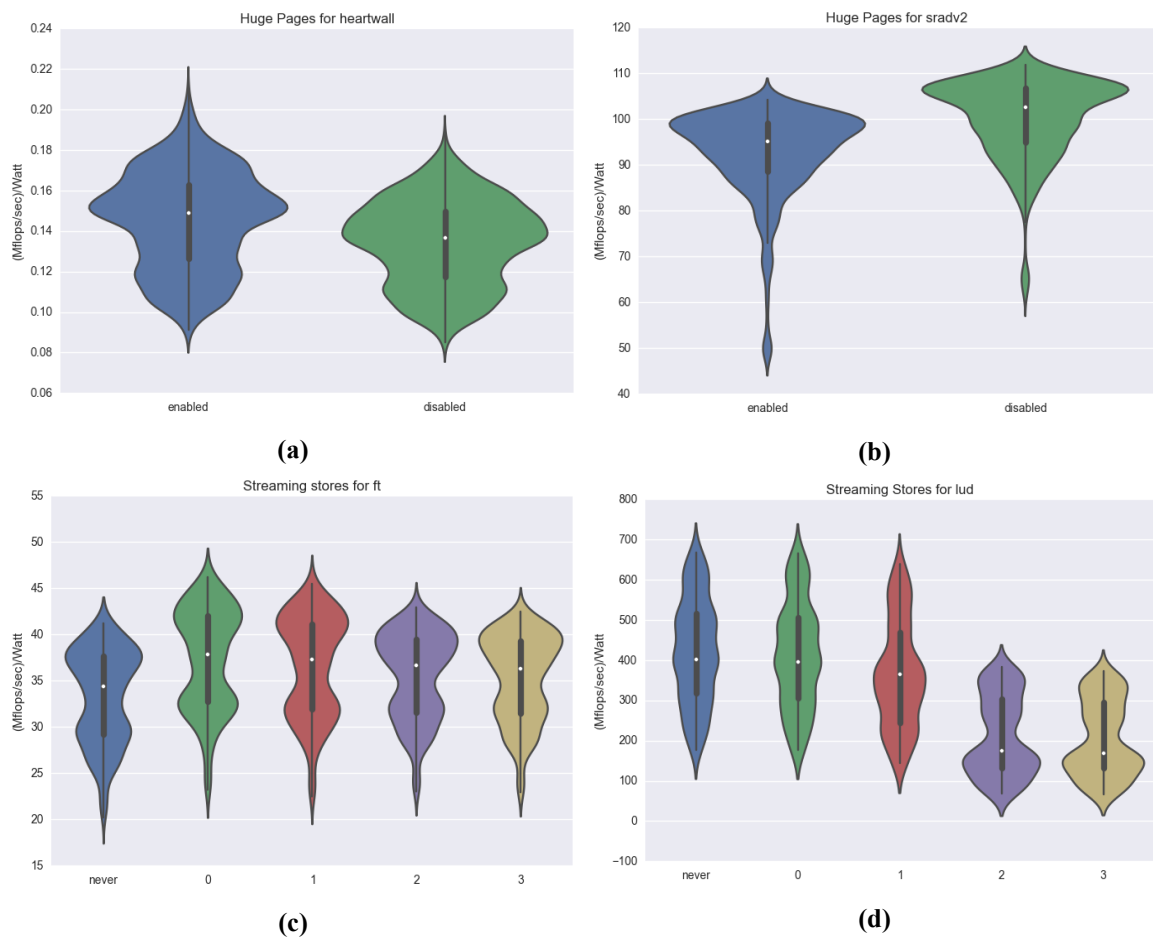 Huge Pages for heartwall
0.24
0.22
0.20
0.18
0.16
0.14
0.12
0.10
0.08
0.06
(Mflops/sec)/Watt
enabled
disabled
(a)
Huge Pages for sradv2
120
110
100
90
80
70
60
50
40
(Mflops/sec)/Watt
enabled
disabled
(b)
Streaming stores for ft
55
50
45
40
35
30
25
20
15
(Mflops/sec)/Watt
never
0
1
2
3
(c)
Streaming Stores for lud
800
700
600
500
400
300
200
100
0
−100
(Mflops/sec)/Watt
never
0
1
2
3
(d)